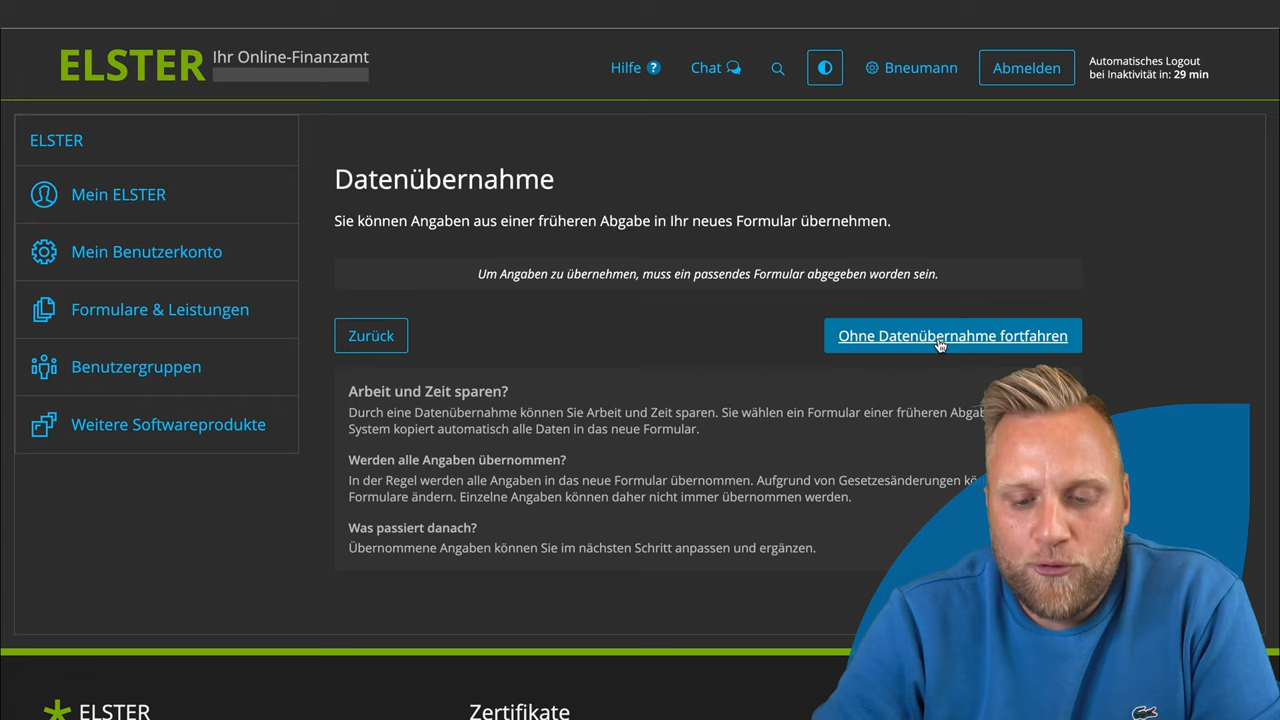 ELSTER Ihr Online-Finanzamt
Hilfe ?
Chat
Bneumann
Abmelden
Automatisches Logout
bei Inaktivität in: 29 min
ELSTER
Mein ELSTER
Mein Benutzerkonto
Formulare & Leistungen
Benutzergruppen
Weitere Softwareprodukte
Datenübernahme
Sie können Angaben aus einer früheren Abgabe in Ihr neues Formular übernehmen.
Um Angaben zu übernehmen, muss ein passendes Formular abgegeben worden sein.
Zurück
Ohne Datenübernahme fortfahren
Arbeit und Zeit sparen?
Durch eine Datenübernahme können Sie Arbeit und Zeit sparen. Sie wählen ein Formular einer früheren
System kopiert automatisch alle Daten in das neue Formular.
Werden alle Angaben übernommen?
In der Regel werden alle Angaben in das neue Formular übernommen. Aufgrund von Gesetzesänderungen
Formulare ändern. Einzelne Angaben können daher nicht immer übernommen werden.
Was passiert danach?
Übernommene Angaben können Sie im nächsten Schritt anpassen und ergänzen.
ELSTER
Zertifikate